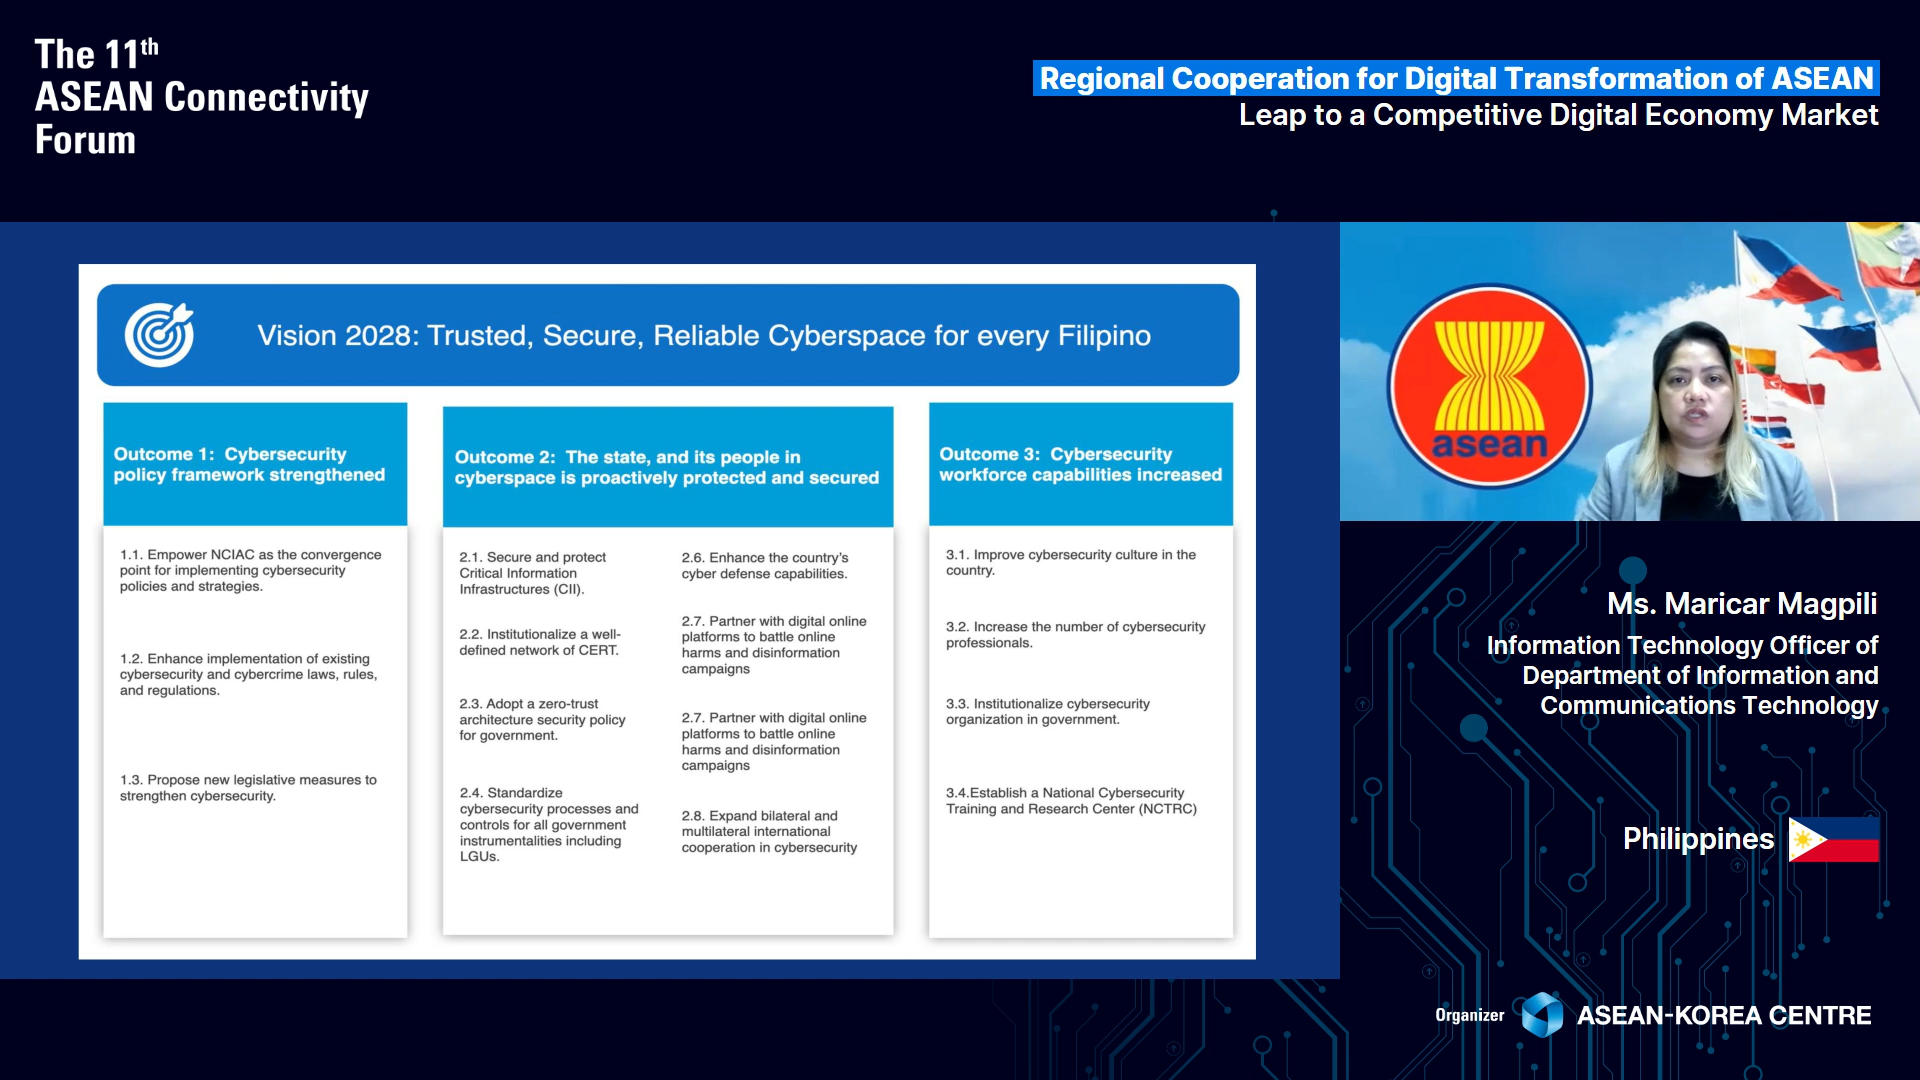 The 11th
ASEAN Connectivity
Forum
Regional Cooperation for Digital Transformation of ASEAN
Leap to a Competitive Digital Economy Market
Vision 2028: Trusted, Secure, Reliable Cyberspace for every Filipino
Outcome 1:  Cybersecurity
policy framework strengthened
1.1. Empower NCIAC as the convergence
point for implementing cybersecurity
policies and strategies.
1.2. Enhance implementation of existing
cybersecurity and cybercrime laws, rules,
and regulations.
1.3. Propose new legislative measures to
strengthen cybersecurity.
Outcome 2:  The state, and its people in
cyberspace is proactively protected and secured
2.1. Secure and protect
Critical Information
Infrastructures (CII).
2.2. Institutionalize a well-
defined network of CERT.
2.3. Adopt a zero-trust
architecture security policy
for government.
2.4. Standardize
cybersecurity processes and
controls for all government
instrumentalities including
LGUs.
2.6. Enhance the country's
cyber defense capabilities.
2.7. Partner with digital online
platforms to battle online
harms and disinformation
campaigns
2.7. Partner with digital online
platforms to battle online
harms and disinformation
campaigns
2.8. Expand bilateral and
multilateral international
cooperation in cybersecurity
Outcome 3:  Cybersecurity
workforce capabilities increased
3.1. Improve cybersecurity culture in the
country.
3.2. Increase the number of cybersecurity
professionals.
3.3. Institutionalize cybersecurity
organization in government.
3.4.Establish a National Cybersecurity
Training and Research Center (NCTRC)
asean
Ms. Maricar Magpili
Information Technology Officer of
Department of Information and
Communications Technology
Philippines
Organizer
ASEAN-KOREA CENTRE